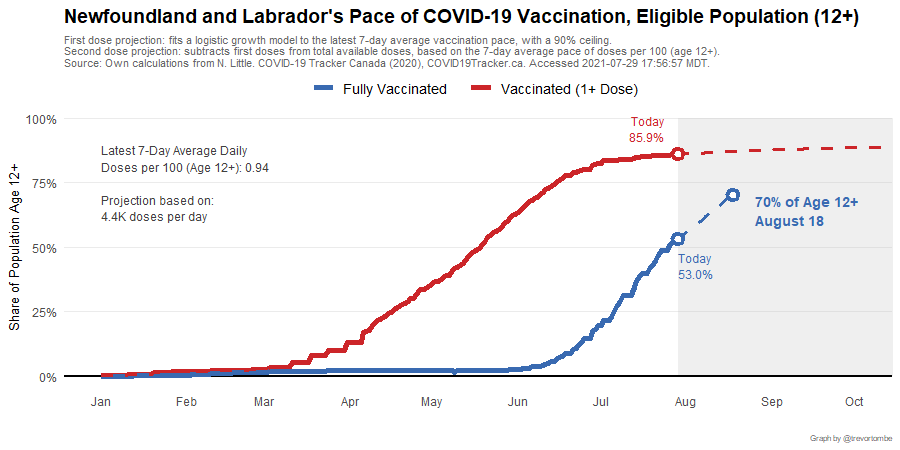 Newfoundland and Labrador's Pace of COVID-19 Vaccination, Eligible Population (12+)
First dose projection: fits a logistic growth model to the latest 7-day average vaccination pace, with a 90% ceiling.
Second dose projection: subtracts first doses from total available doses, based on the 7-day average pace of doses per 100 (age 12+).
Source: Own calculations from N. Little. COVID-19 Tracker Canada (2020), COVID19Tracker.ca. Accessed 2021-07-29 17:56:57 MDT.
Fully Vaccinated Vaccinated (1+ Dose)
Share of Population Age 12+
100%
75%
50%
25%
0%
Latest 7-Day Average Daily
Doses per 100 (Age 12+): 0.94
Projection based on:
4.4K doses per day
Today
85.9%
70% of Age 12+
August 18
Today
53.0%
Jan Feb Mar Apr May Jun Jul Aug Sep Oct
Graph by @trevortombe